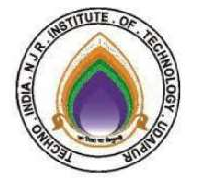 TECHNO . INDIA . N J R . INSTITUTE . OF . TECHNOLOGY . UDAIPUR